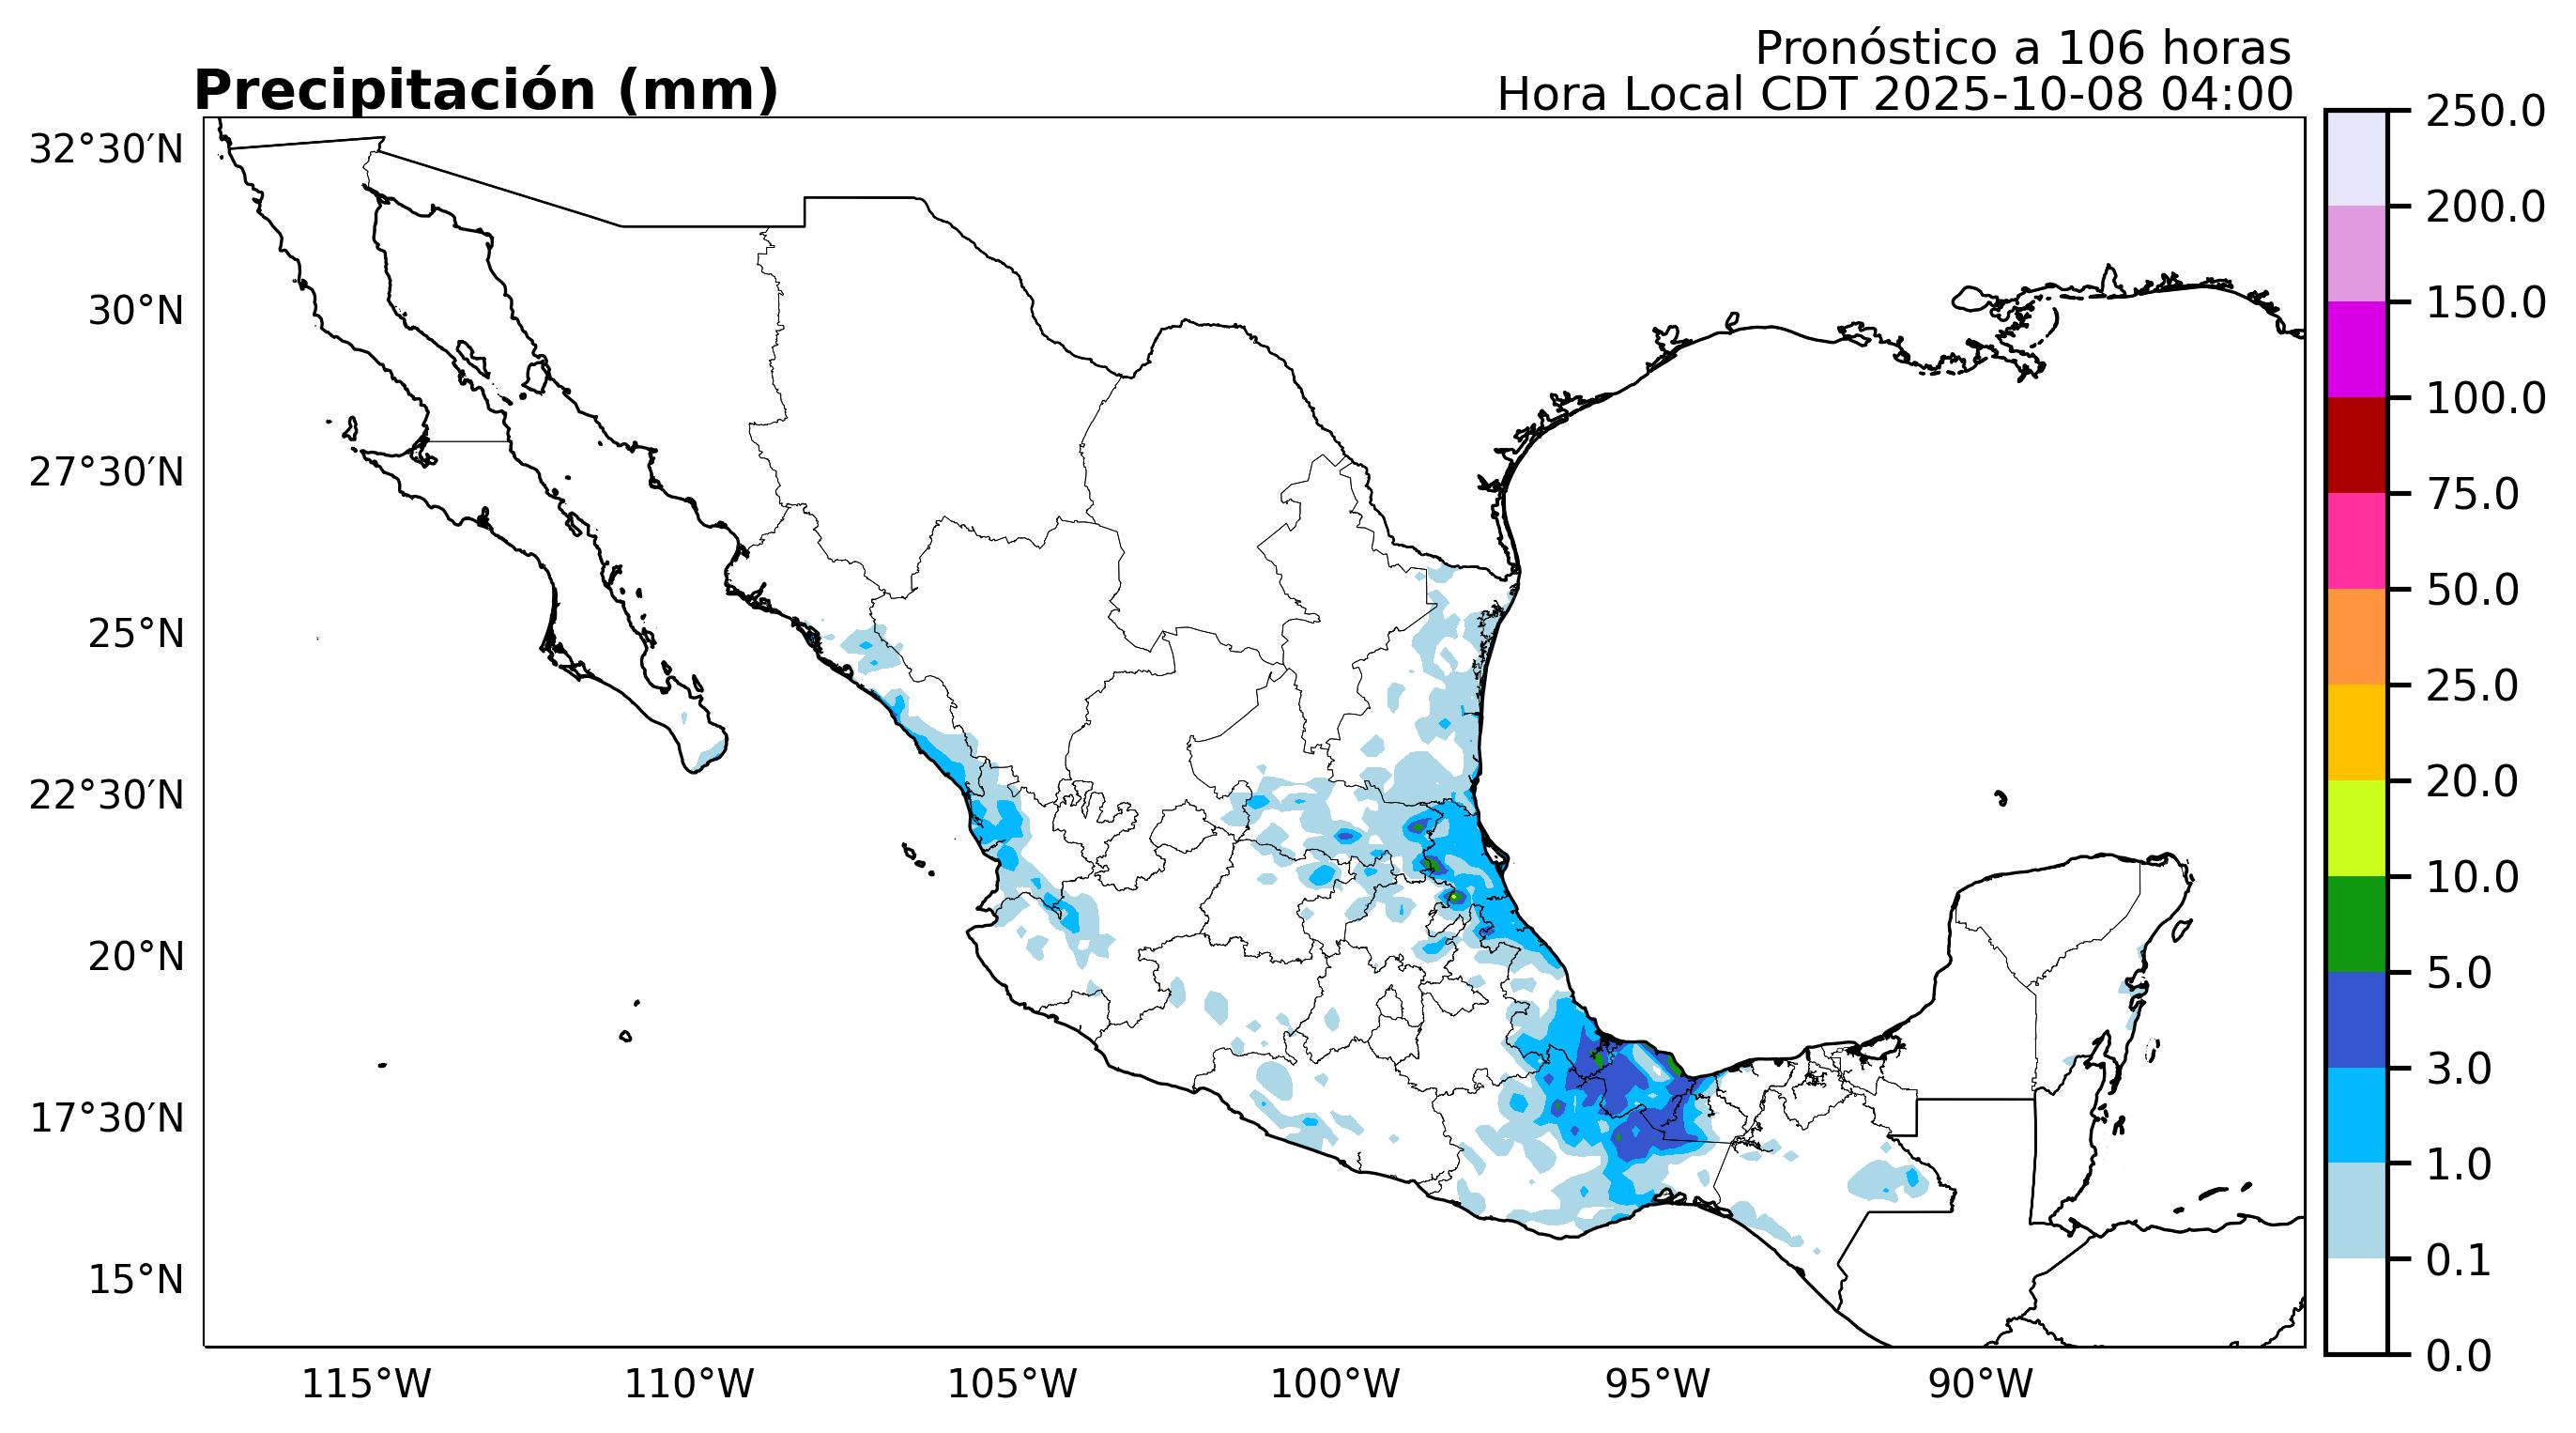 Pronóstico a 106 horas
Precipitación (mm)
Hora Local CDT 2025-10-08 04:00
32°30′N
30°N
27°30′N
25°N
22°30′N
20°N
17°30′N
15°N
115°W
110°W
105°W
100°W
95°W
90°W
250.0
200.0
150.0
100.0
75.0
50.0
25.0
20.0
10.0
5.0
3.0
1.0
0.1
0.0